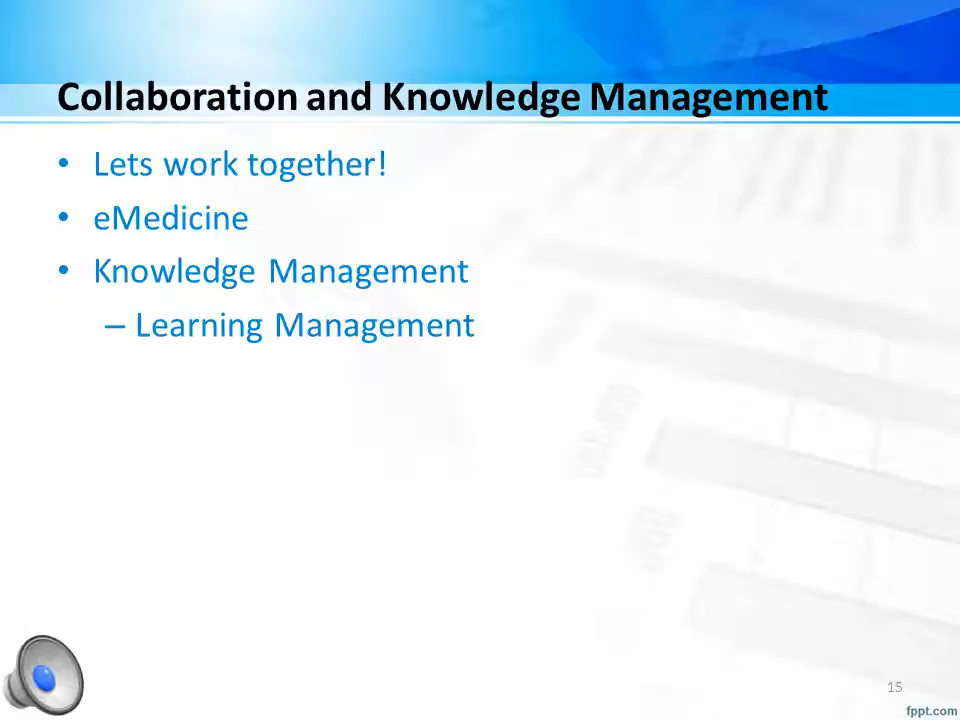 Collaboration and Knowledge Management
• Lets work together!
• eMedicine
• Knowledge Management
– Learning Management
15
fppt.com